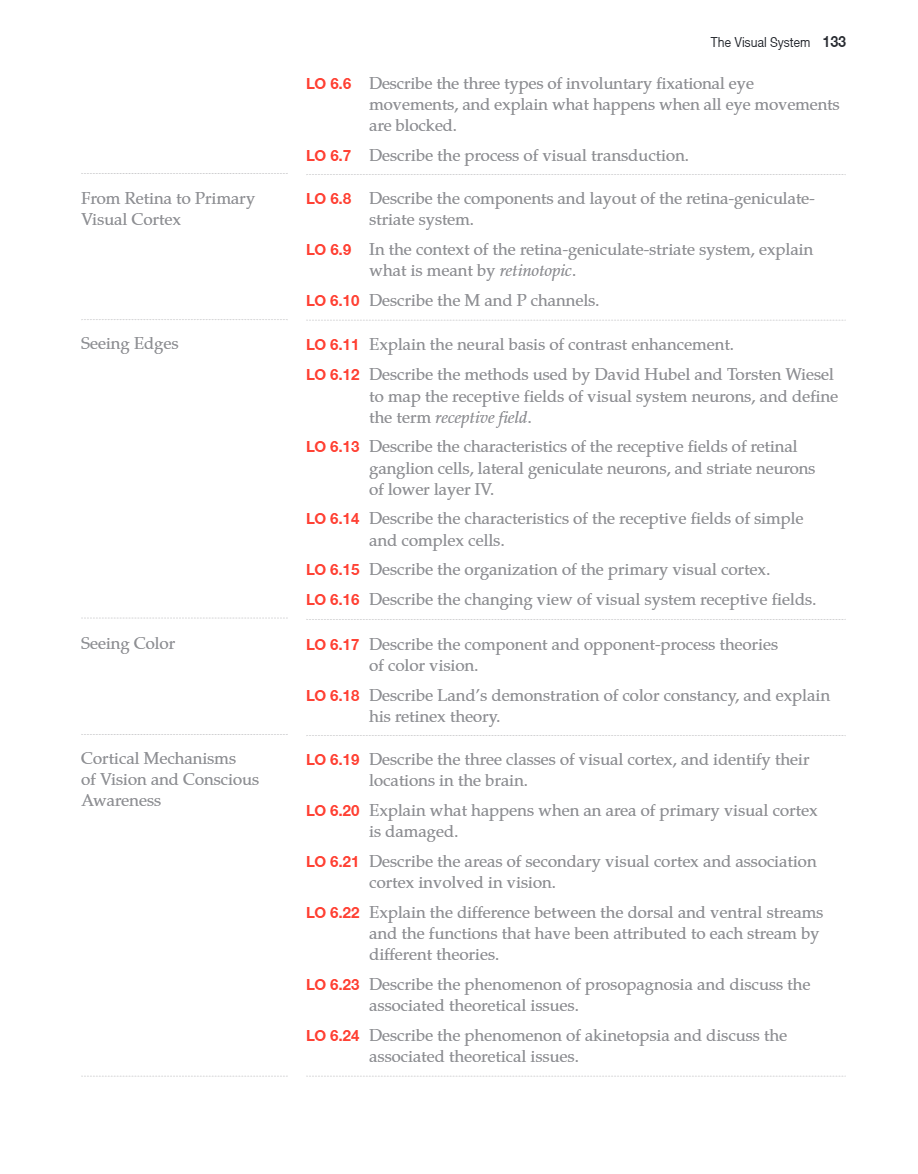 The Visual System 133
LO 6.6 Describe the three types of involuntary fixational eye
movements, and explain what happens when all eye movements
are blocked.
LO 6.7 Describe the process of visual transduction.
From Retina to Primary
Visual Cortex
LO 6.8 Describe the components and layout of the retina-geniculate-
striate system.
LO 6.9 In the context of the retina-geniculate-striate system, explain
what is meant by retinotopic.
LO 6.10 Describe the M and P channels.
Seeing Edges
LO 6.11 Explain the neural basis of contrast enhancement.
LO 6.12 Describe the methods used by David Hubel and Torsten Wiesel
to map the receptive fields of visual system neurons, and define
the term receptive field.
LO 6.13 Describe the characteristics of the receptive fields of retinal
ganglion cells, lateral geniculate neurons, and striate neurons
of lower layer IV.
LO 6.14 Describe the characteristics of the receptive fields of simple
and complex cells.
LO 6.15 Describe the organization of the primary visual cortex.
LO 6.16 Describe the changing view of visual system receptive fields.
Seeing Color
LO 6.17 Describe the component and opponent-process theories
of color vision.
LO 6.18 Describe Land's demonstration of color constancy, and explain
his retinex theory.
Cortical Mechanisms
of Vision and Conscious
Awareness
LO 6.19 Describe the three classes of visual cortex, and identify their
locations in the brain.
LO 6.20 Explain what happens when an area of primary visual cortex
is damaged.
LO 6.21 Describe the areas of secondary visual cortex and association
cortex involved in vision.
LO 6.22 Explain the difference between the dorsal and ventral streams
and the functions that have been attributed to each stream by
different theories.
LO 6.23 Describe the phenomenon of prosopagnosia and discuss the
associated theoretical issues.
LO 6.24 Describe the phenomenon of akinetopsia and discuss the
associated theoretical issues.